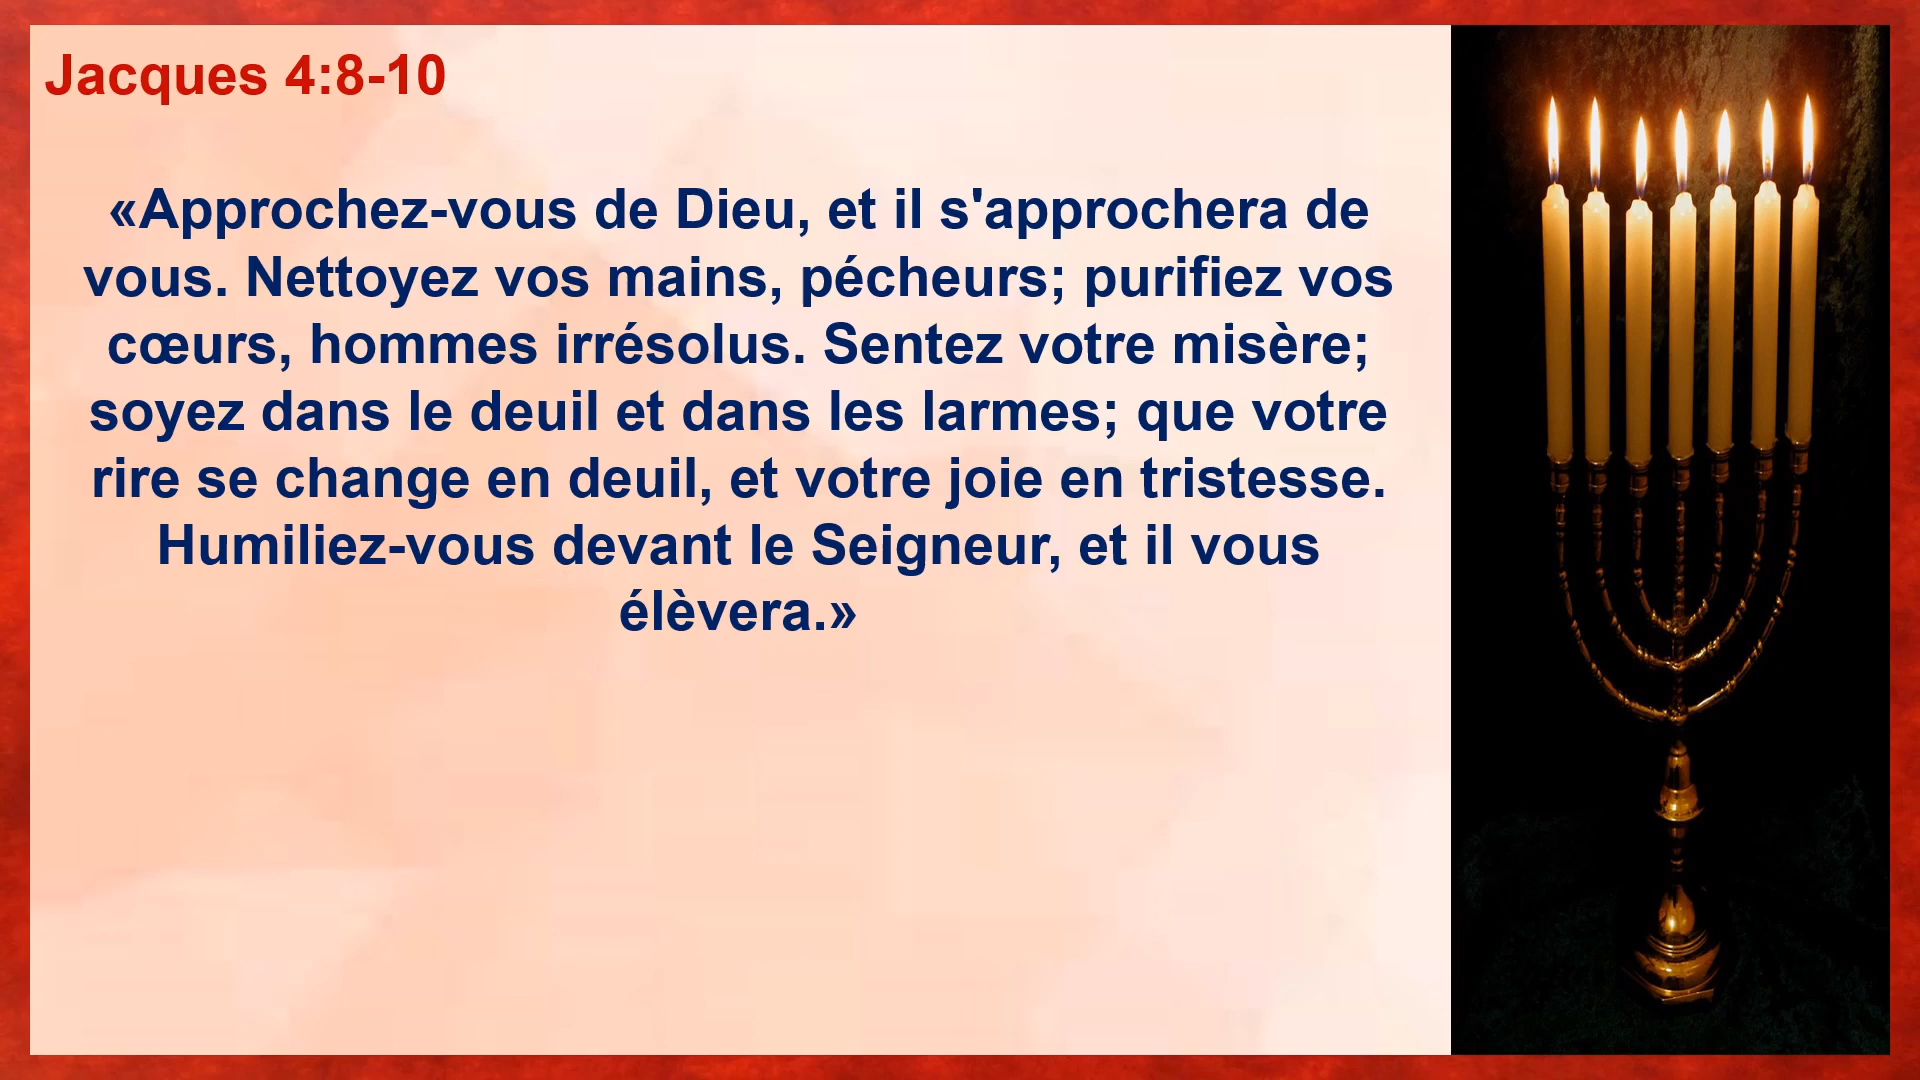 Jacques 4:8-10
«Approchez-vous de Dieu, et il s'approchera de
vous. Nettoyez vos mains, pécheurs; purifiez vos
cœurs, hommes irrésolus. Sentez votre misère;
soyez dans le deuil et dans les larmes; que votre
rire se change en deuil, et votre joie en tristesse.
Humiliez-vous devant le Seigneur, et il vous
élèvera.»